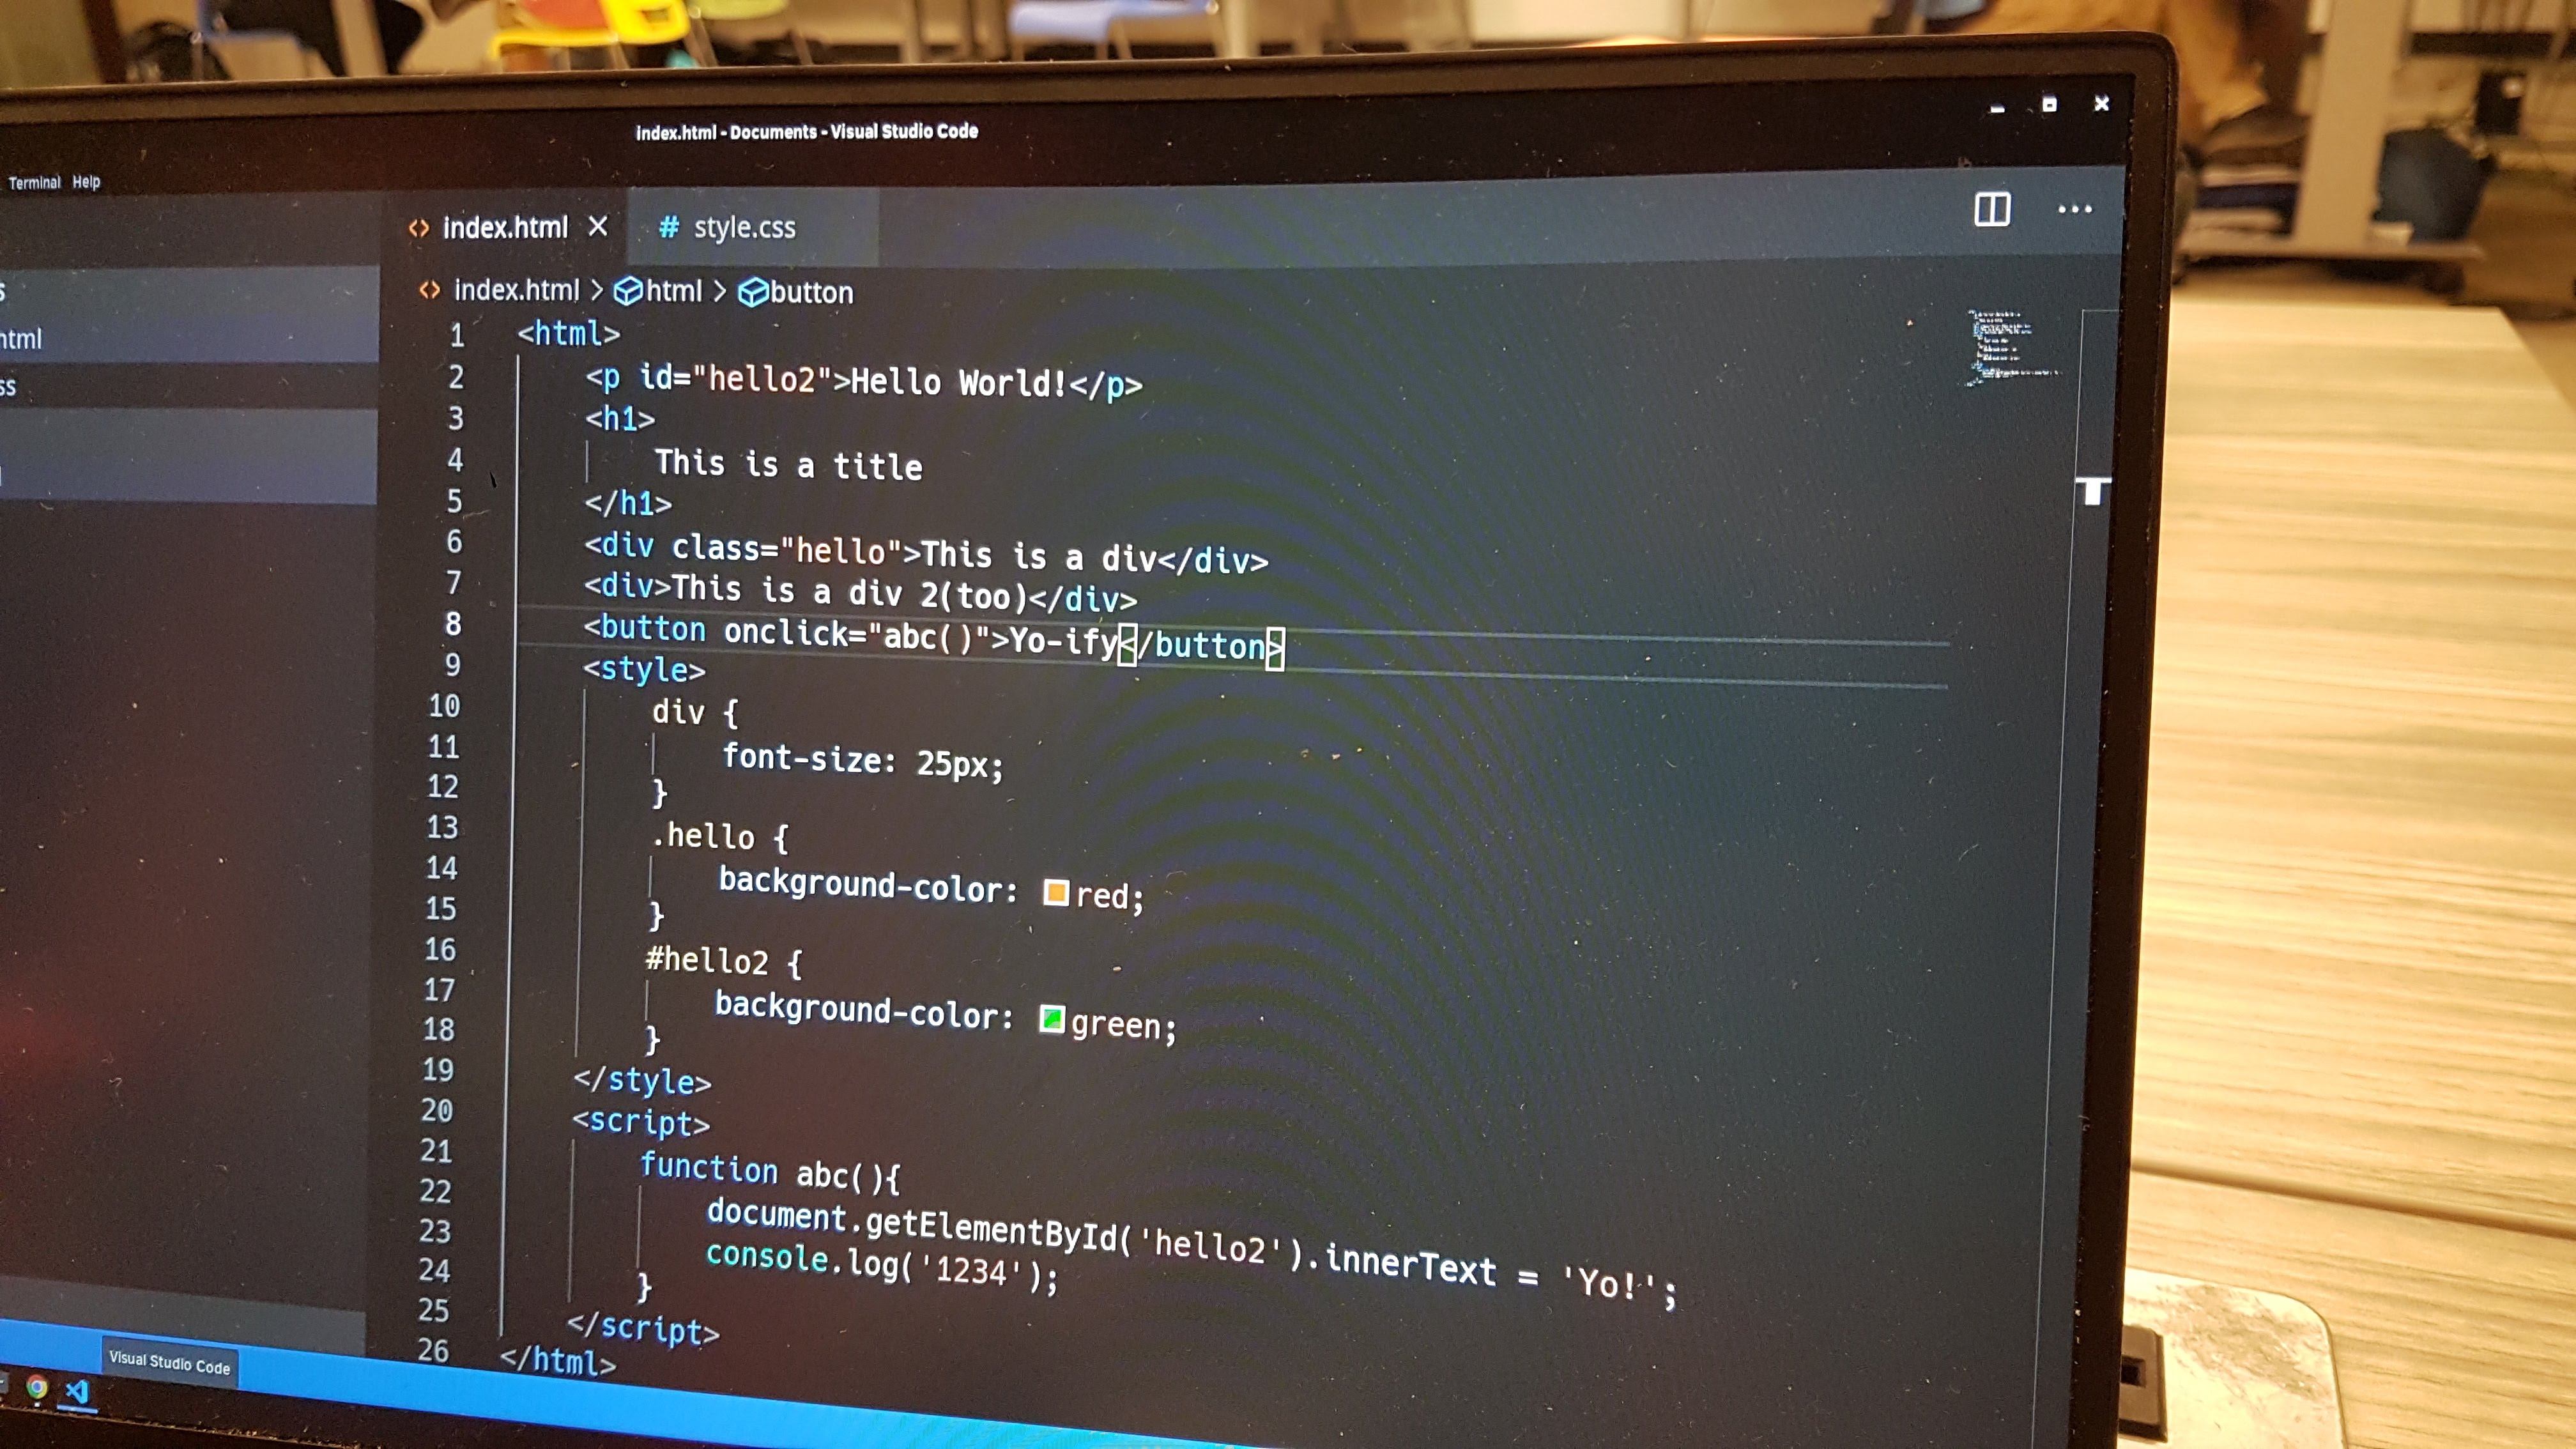 index.html - Documents - Visual Studio Code
Terminal Help
index.html style.css
index.html > html > button
1 <html>
2 <p id="hello2">Hello World!</p>
3 <h1>
4 This is a title
5 </h1>
6 <div class="hello">This is a div</div>
7 <div>This is a div 2(too)</div>
8 <button onclick="abc()">Yo-ify</button>
9 <style>
10 div {
11 font-size: 25px;
12 }
13 .hello {
14 background-color: red;
15 }
16 #hello2 {
17 background-color: green;
18 }
19 </style>
20 <script>
21 function abc(){
22 document.getElementById('hello2').innerText = 'Yo!';
23 console.log('1234');
24 }
25 </script>
26 </html>
Visual Studio Code